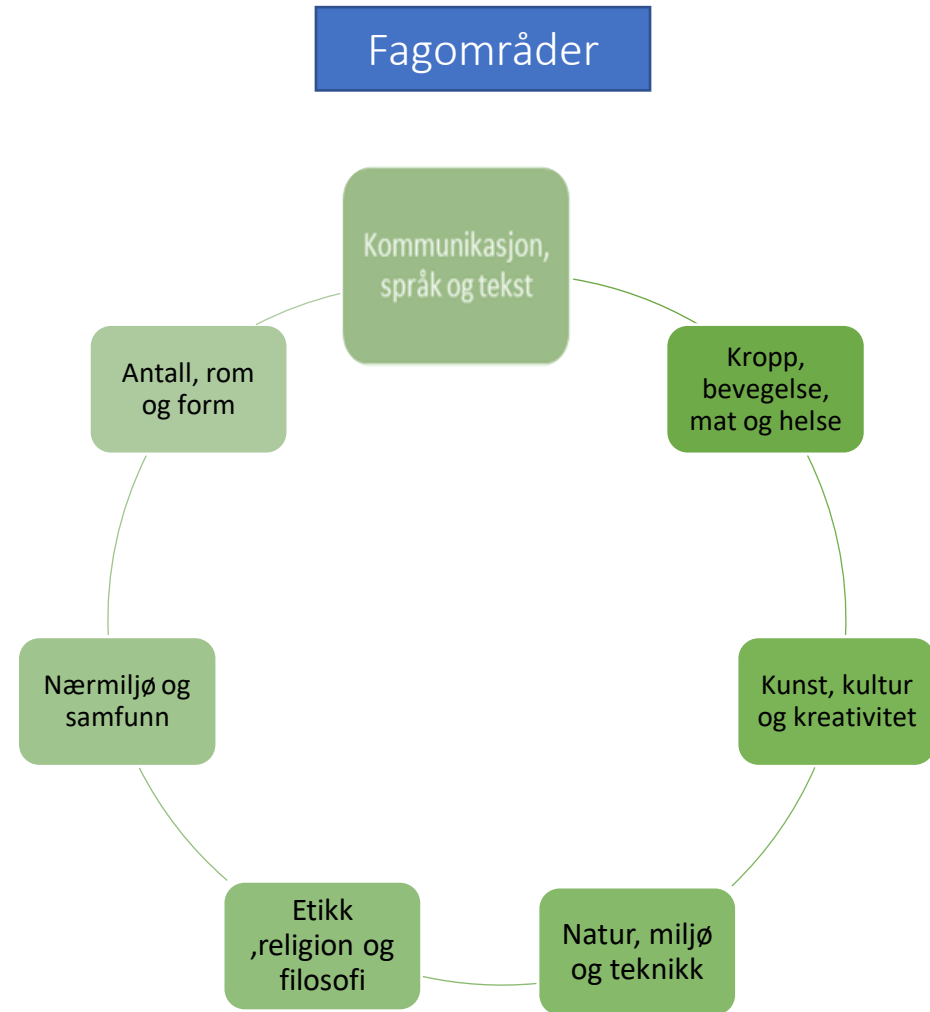 Fagområder
Kommunikasjon,
språk og tekst
Kropp,
bevegelse,
mat og helse
Kunst, kultur
og kreativitet
Natur, miljø
og teknikk
Etikk
,religion og
filosofi
Nærmiljø og
samfunn
Antall, rom
og form